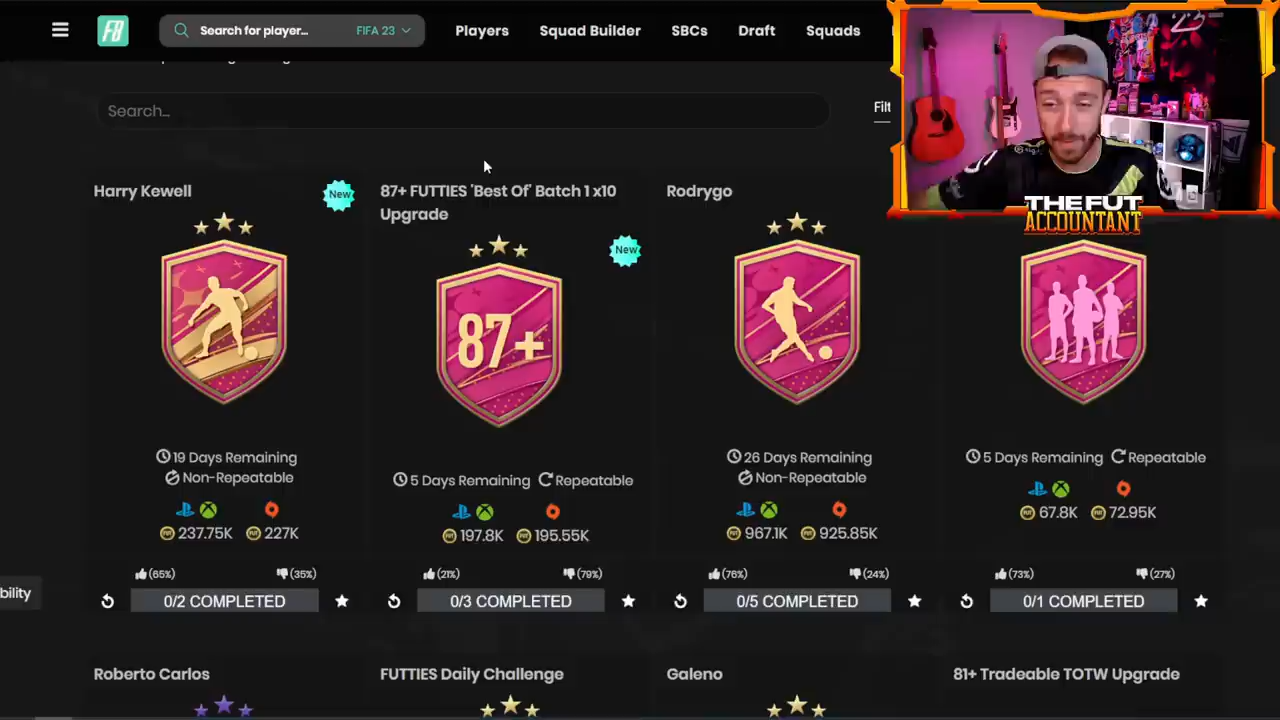 F8
Search for player...
FIFA 23
Players
Squad Builder
SBCs
Draft
Squads
Search...
Filt
THE FUT
ACCOUNTANT
Harry Kewell
New
87+ FUTTIES 'Best Of' Batch 1 x10
Upgrade
New
Rodrygo
87+
19 Days Remaining
Non-Repeatable
237.75K
227K
5 Days Remaining
Repeatable
197.8K
195.55K
26 Days Remaining
Non-Repeatable
967.1K
925.85K
5 Days Remaining
Repeatable
67.8K
72.95K
(65%)
(35%)
(21%)
(79%)
(76%)
(24%)
(73%)
(27%)
bility
0/2 COMPLETED
0/3 COMPLETED
0/5 COMPLETED
0/1 COMPLETED
Roberto Carlos
FUTTIES Daily Challenge
Galeno
81+ Tradeable TOTW Upgrade